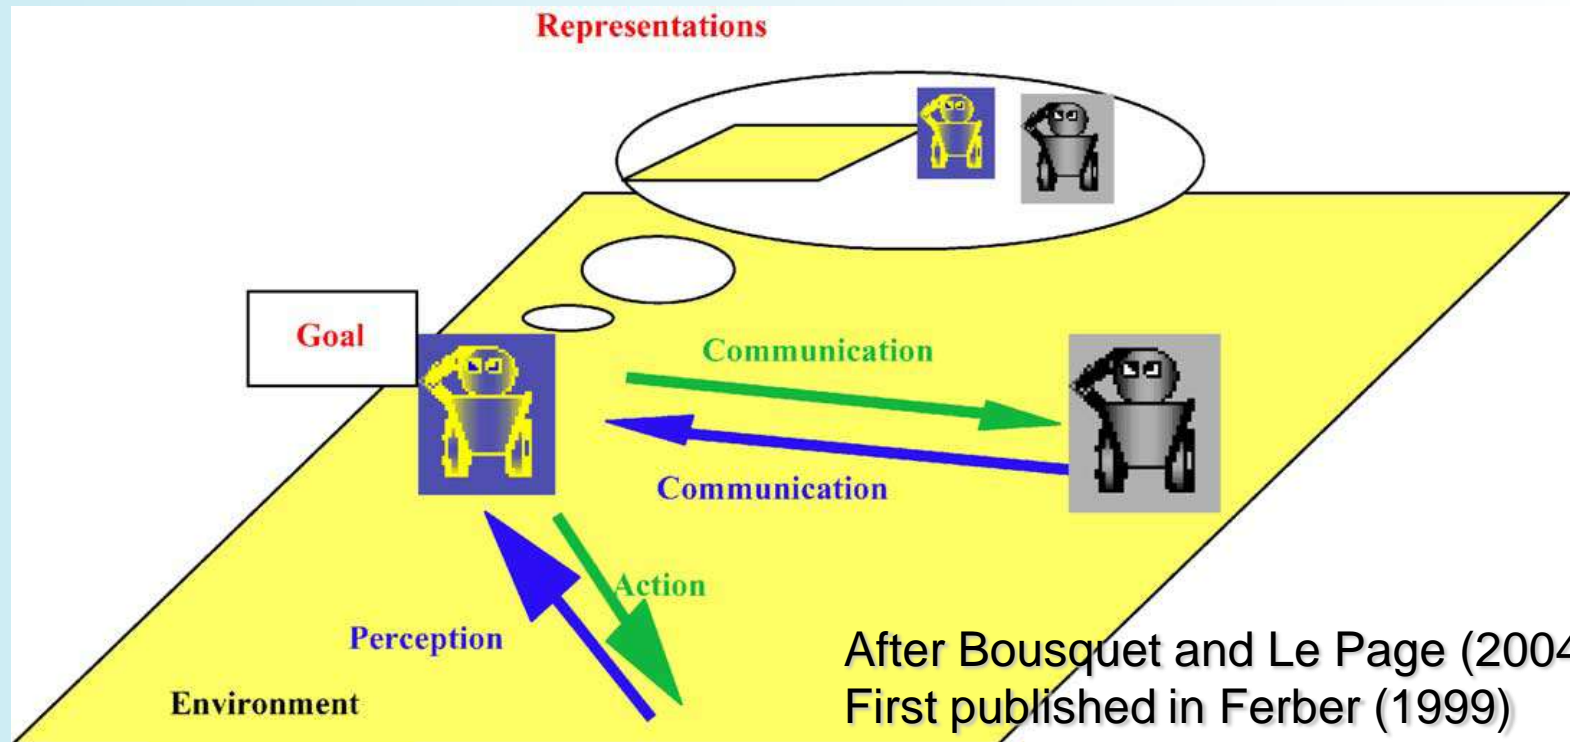 Representations
Goal
Communication
Communication
Action
Perception
Environment
After Bousquet and Le Page (2004
First published in Ferber (1999)